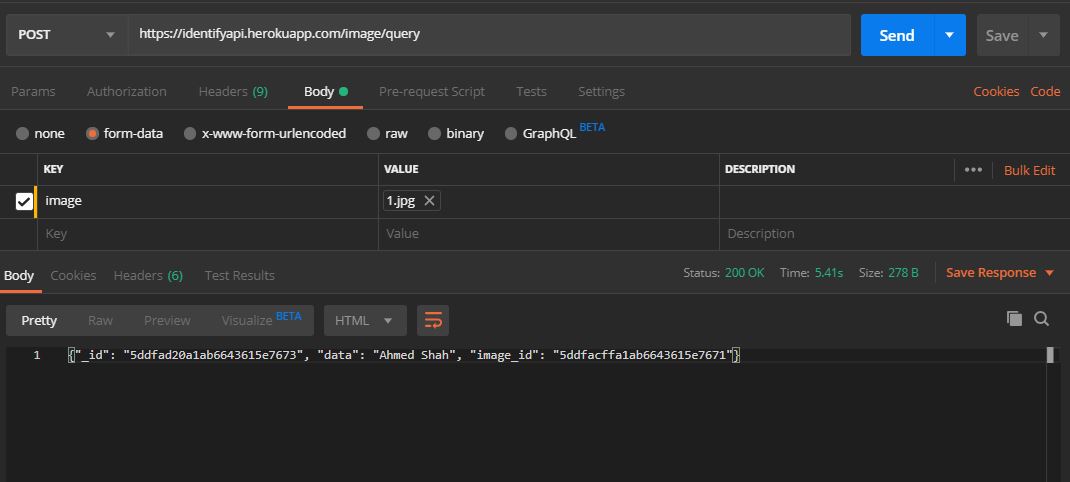 POST https://identifyapi.herokuapp.com/image/query Send Save
Params Authorization Headers (9) Body Pre-request Script Tests Settings Cookies Code
none form-data x-www-form-urlencoded raw binary GraphQL BETA
KEY VALUE DESCRIPTION ••• Bulk Edit
image 1.jpg
Key Value Description
Body Cookies Headers (6) Test Results Status: 200 OK Time: 5.41s Size: 278 B Save Response
Pretty Raw Preview Visualize BETA HTML
1 {"_id": "5ddfad20a1ab6643615e7673", "data": "Ahmed Shah", "image_id": "5ddfacffa1ab6643615e7671"}